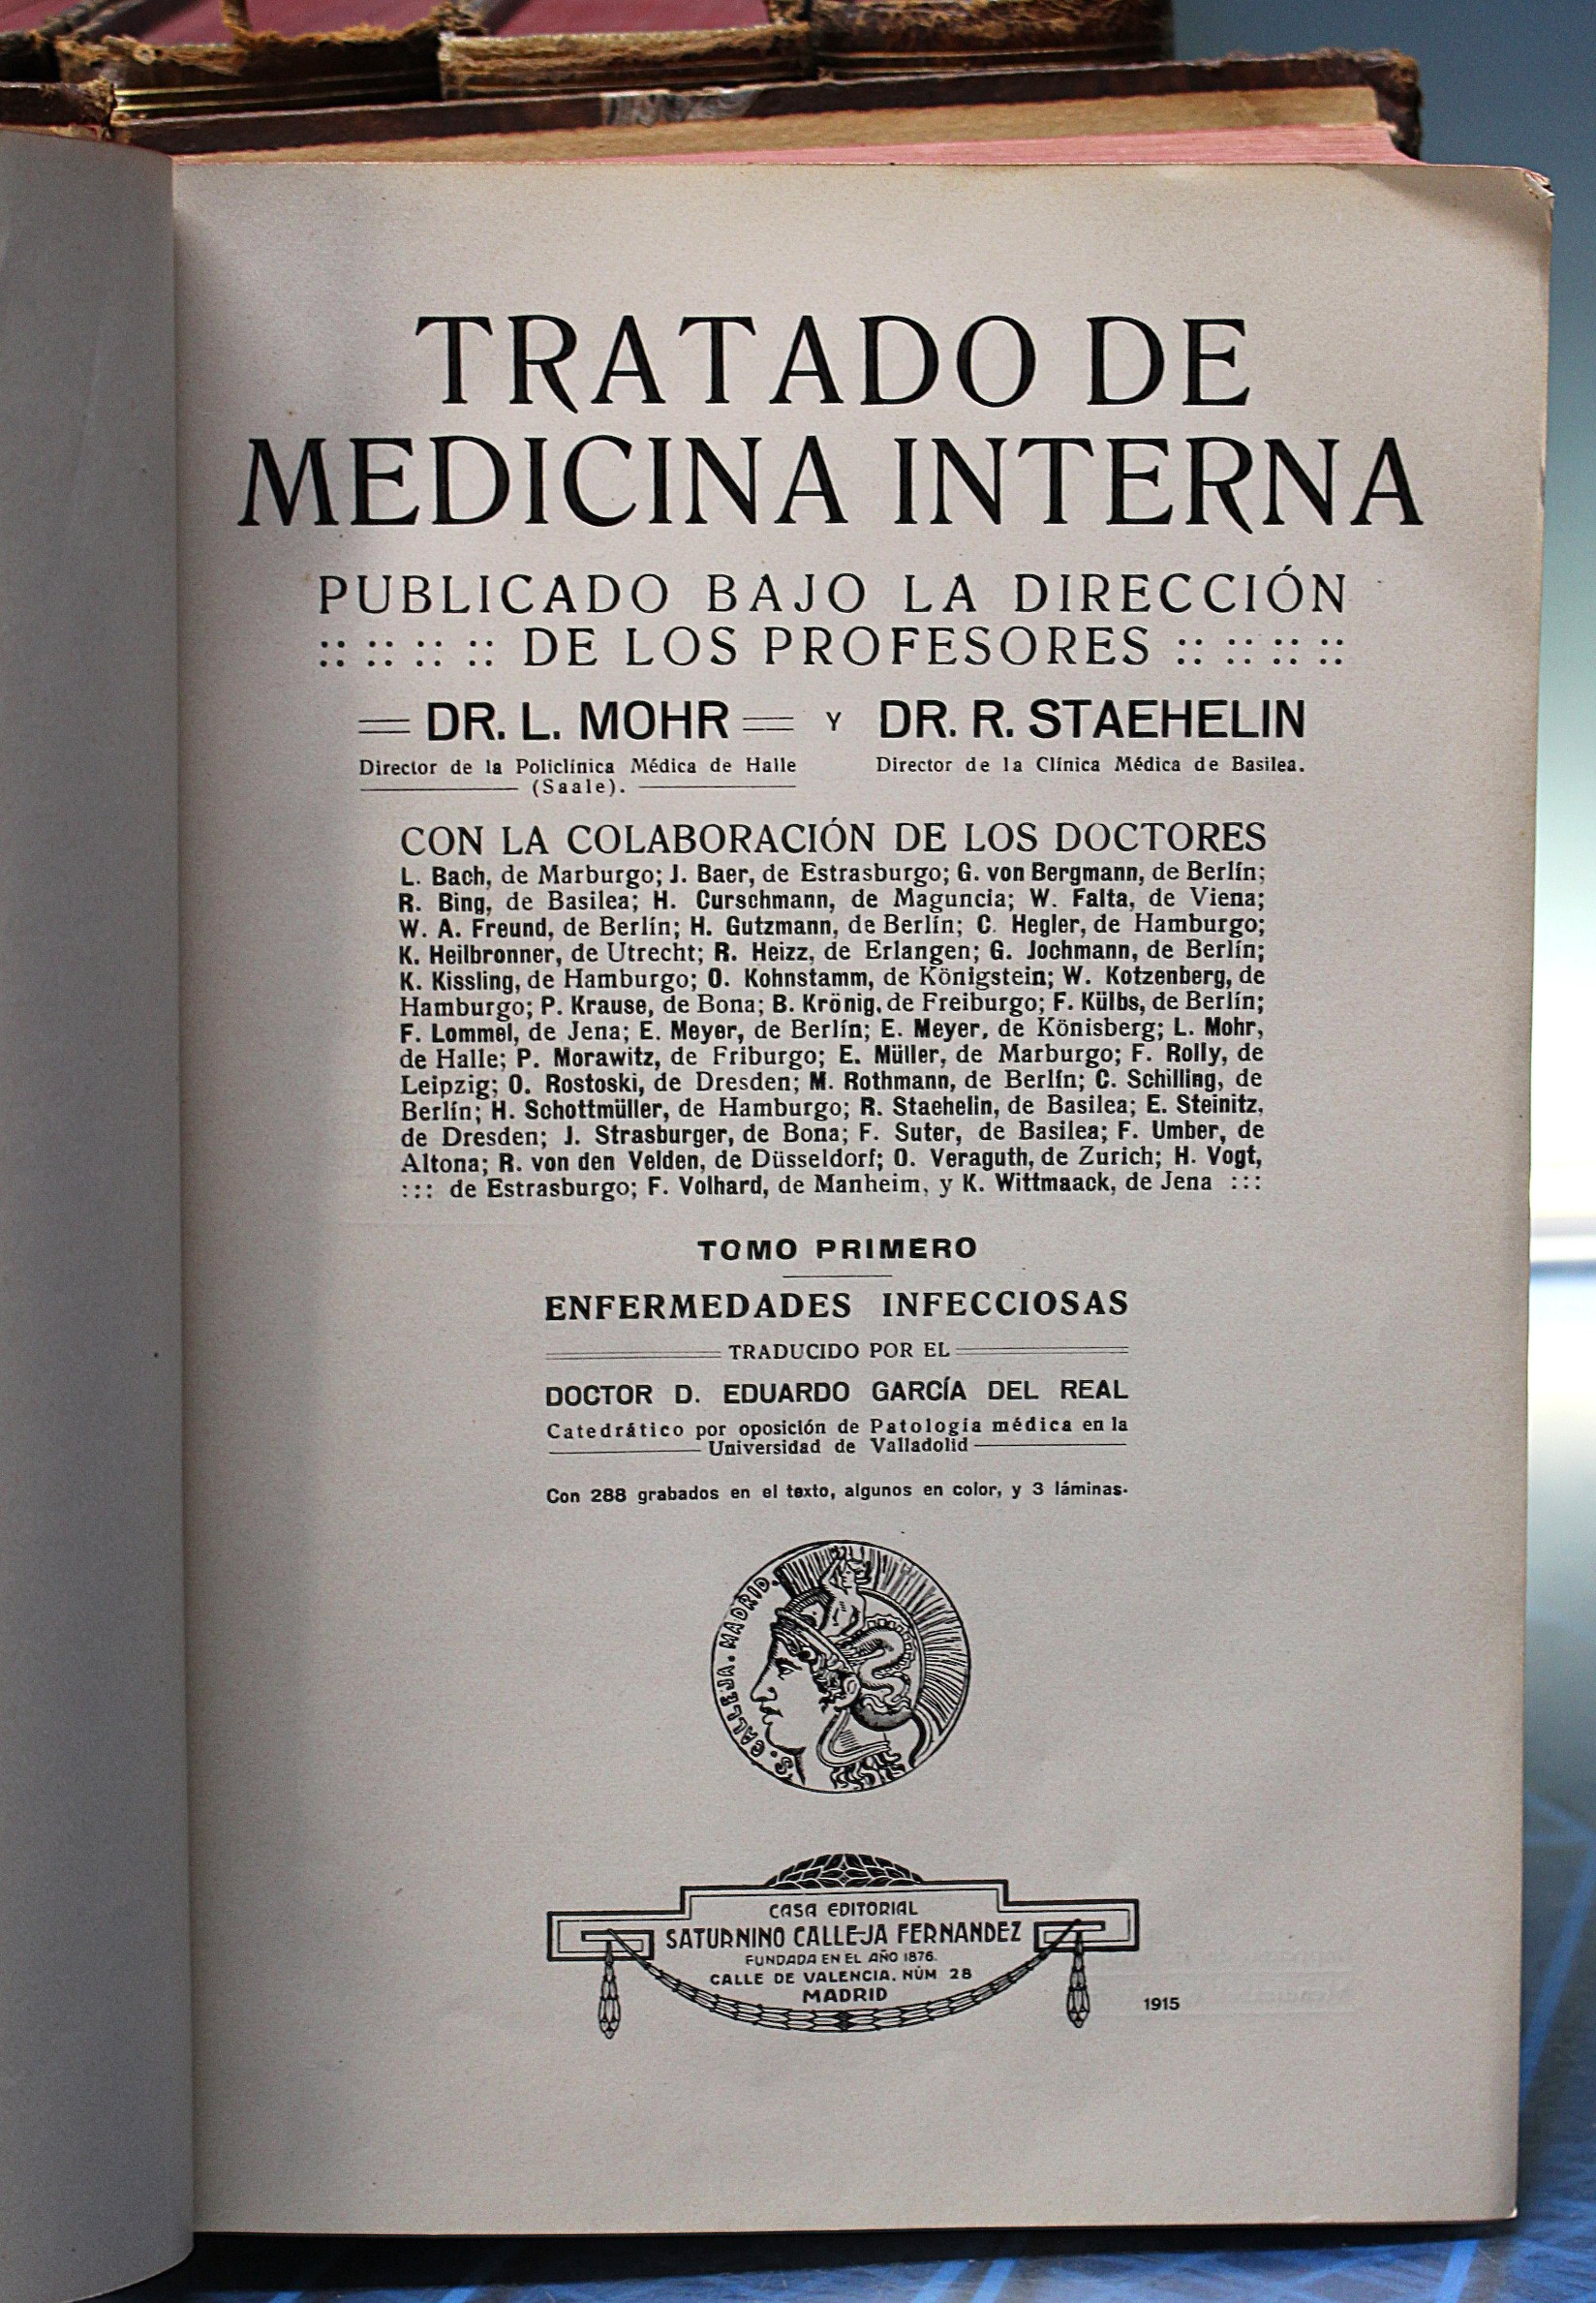 TRATADO DE
MEDICINA INTERNA
PUBLICADO BAJO LA DIRECCIÓN
:: :: :: :: DE LOS PROFESORES :: :: :: ::
DR. L. MOHR Y DR. R. STAEHELIN
Director de la Policlínica Médica de Halle
(Saale).
Director de la Clínica Médica de Basilea.
CON LA COLABORACIÓN DE LOS DOCTORES
L. Bach, de Marburgo; J. Baer, de Estrasburgo; G. von Bergmann, de Berlín;
R. Bing, de Basilea; H. Curschmann, de Maguncia; W. Falta, de Viena;
W. A. Freund, de Berlín; H. Gutzmann, de Berlín; C. Hegler, de Hamburgo;
K. Heilbronner, de Utrecht; R. Heizz, de Erlangen; G. Jochmann, de Berlín;
K. Kissling, de Hamburgo; O. Kohnstamm, de Königstein; W. Kotzenberg, de
Hamburgo; P. Krause, de Bona; B. Krönig, de Freiburgo; F. Külbs, de Berlín;
F. Lommel, de Jena; E. Meyer, de Berlín; E. Meyer, de Könisberg; L. Mohr,
de Halle; P. Morawitz, de Friburgo; E. Müller, de Marburgo; F. Rolly, de
Leipzig; O. Rostoski, de Dresden; M. Rothmann, de Berlín; C. Schilling, de
Berlín; H. Schottmüller, de Hamburgo; R. Staehelin, de Basilea; E. Steinitz,
de Dresden; J. Strasburger, de Bona; F. Suter, de Basilea; F. Umber, de
Altona; R. von den Velden, de Düsseldorf; O. Veraguth, de Zurich; H. Vogt,
::: de Estrasburgo; F. Volhard, de Manheim, y K. Wittmaack, de Jena :::
TOMO PRIMERO
ENFERMEDADES INFECCIOSAS
TRADUCIDO POR EL
DOCTOR D. EDUARDO GARCÍA DEL REAL
Catedrático por oposición de Patología médica en la
Universidad de Valladolid
Con 288 grabados en el texto, algunos en color, y 3 láminas.
S. CALLEJA. MADRID.
CASA EDITORIAL
SATURNINO CALLEJA FERNANDEZ
FUNDADA EN EL AÑO 1876.
CALLE DE VALENCIA. NÚM 28
MADRID
1915